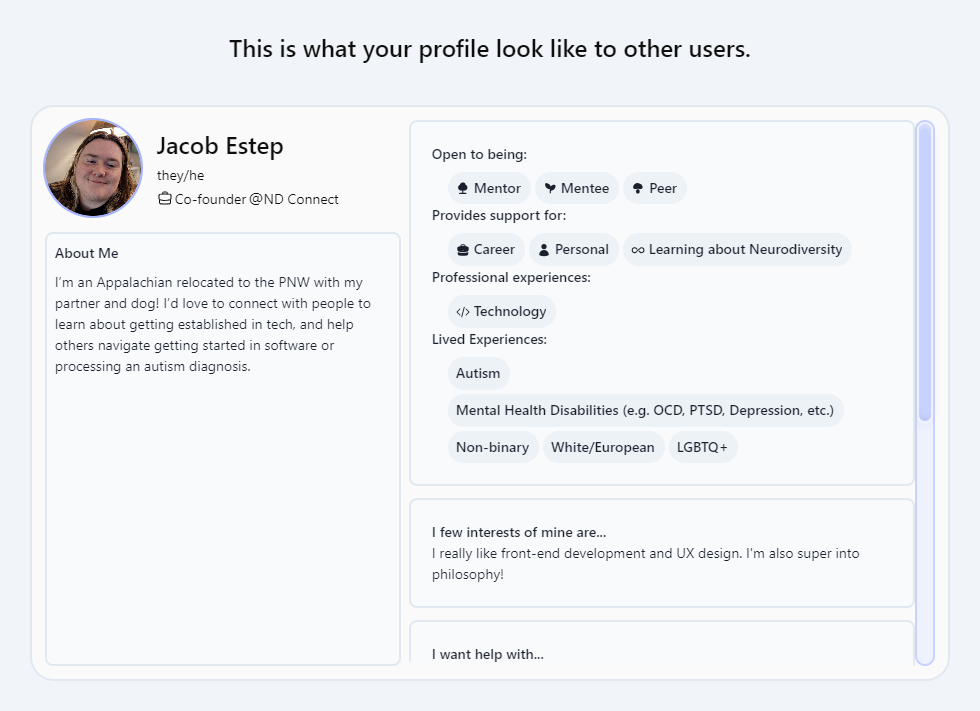 This is what your profile look like to other users.
Jacob Estep
they/he
Co-founder @ND Connect
About Me
I'm an Appalachian relocated to the PNW with my
partner and dog! I'd love to connect with people to
learn about getting established in tech, and help
others navigate getting started in software or
processing an autism diagnosis.
Open to being:
Mentor Mentee Peer
Provides support for:
Career Personal Learning about Neurodiversity
Professional experiences:
</> Technology
Lived Experiences:
Autism
Mental Health Disabilities (e.g. OCD, PTSD, Depression, etc.)
Non-binary White/European LGBTQ+
I few interests of mine are...
I really like front-end development and UX design. I'm also super into
philosophy!
I want help with...